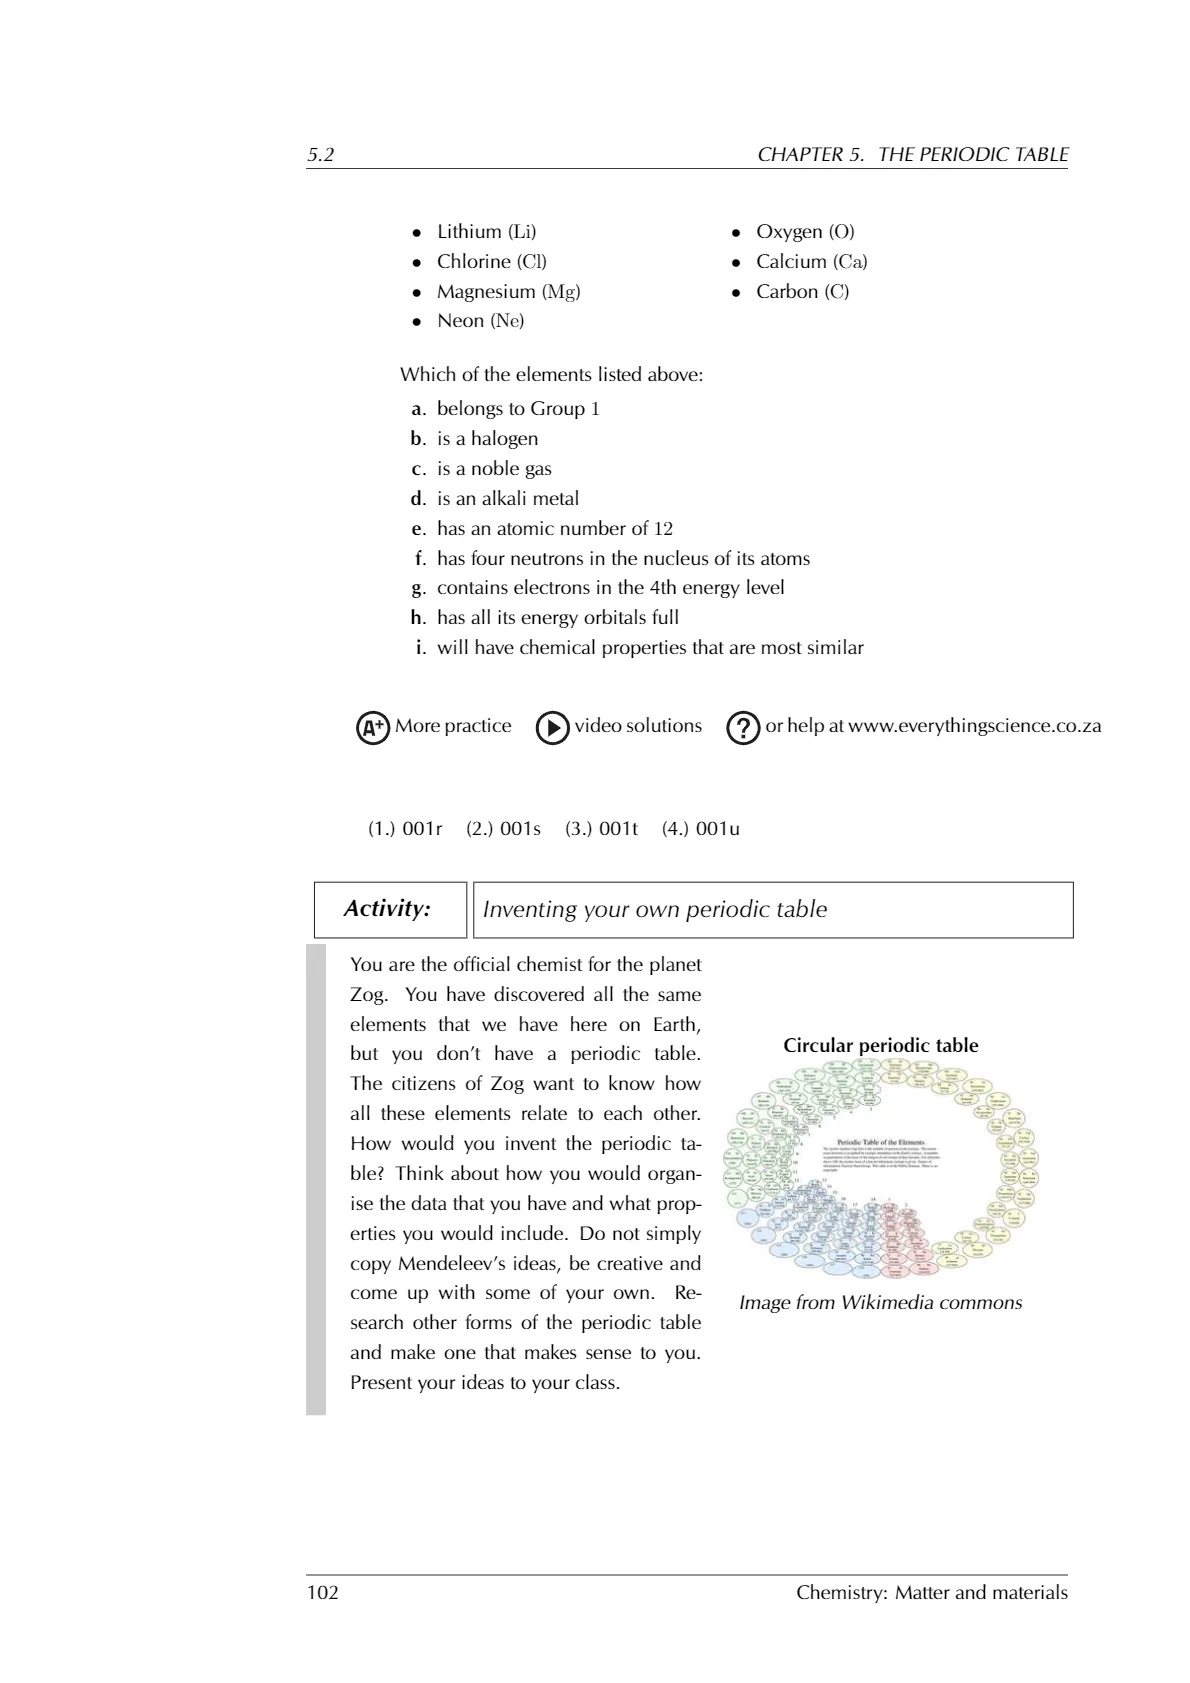 5.2 CHAPTER 5. THE PERIODIC TABLE
• Lithium (Li)
• Chlorine (Cl)
• Magnesium (Mg)
• Neon (Ne)
• Oxygen (O)
• Calcium (Ca)
• Carbon (C)
Which of the elements listed above:
a. belongs to Group 1
b. is a halogen
c. is a noble gas
d. is an alkali metal
e. has an atomic number of 12
f. has four neutrons in the nucleus of its atoms
g. contains electrons in the 4th energy level
h. has all its energy orbitals full
i. will have chemical properties that are most similar
A+ More practice video solutions ? or help at www.everythingscience.co.za
(1.) 001r (2.) 001s (3.) 001t (4.) 001u
Activity: Inventing your own periodic table
You are the official chemist for the planet
Zog. You have discovered all the same
elements that we have here on Earth,
but you don’t have a periodic table.
The citizens of Zog want to know how
all these elements relate to each other.
How would you invent the periodic ta-
ble? Think about how you would organ-
ise the data that you have and what prop-
erties you would include. Do not simply
copy Mendeleev’s ideas, be creative and
come up with some of your own. Re-
search other forms of the periodic table
and make one that makes sense to you.
Present your ideas to your class.
Circular periodic table
Periodic Table of the Elements
Image from Wikimedia commons
102 Chemistry: Matter and materials